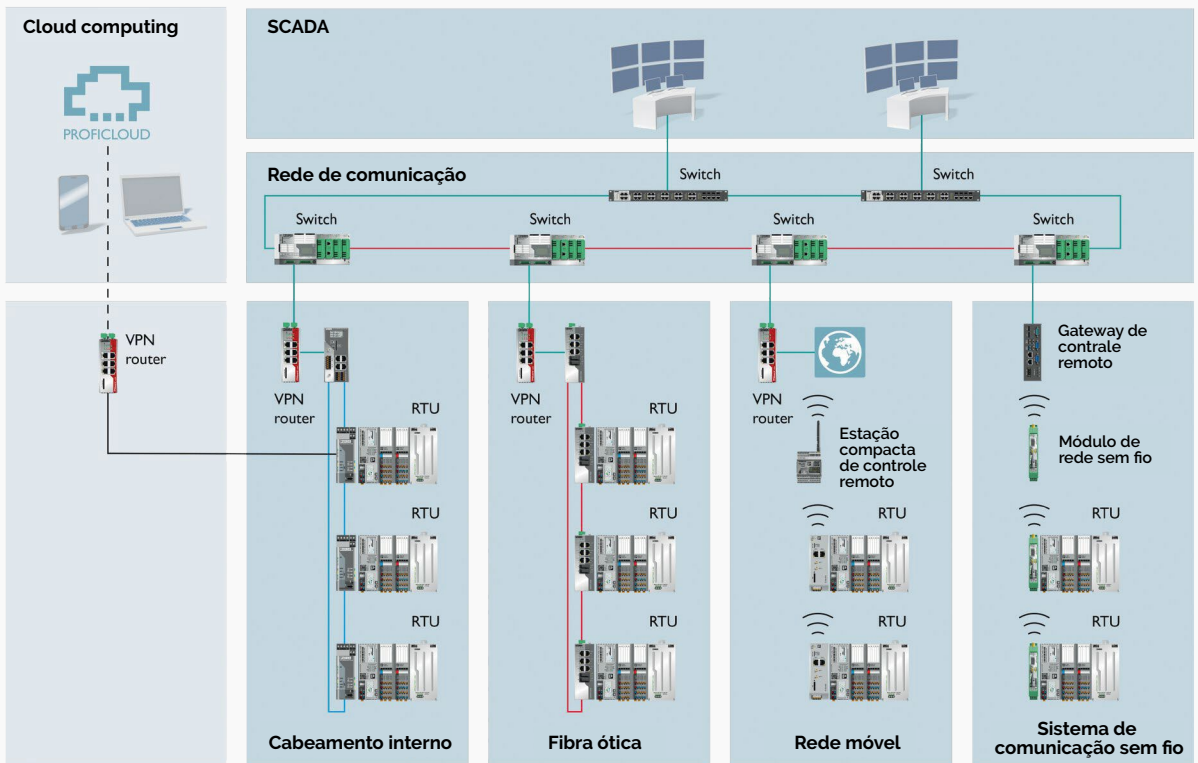 Cloud computing
PROFICLOUD
SCADA
Rede de comunicação
Switch
Switch
Switch
Switch
Switch
Switch
VPN
router
VPN
router
RTU
RTU
RTU
Cabeamento interno
VPN
router
RTU
RTU
RTU
Fibra ótica
VPN
router
Estação
compacta
de controle
remoto
RTU
RTU
Rede móvel
Gateway de
contrale
remoto
Módulo de
rede sem fio
RTU
RTU
Sistema de
comunicação sem fio